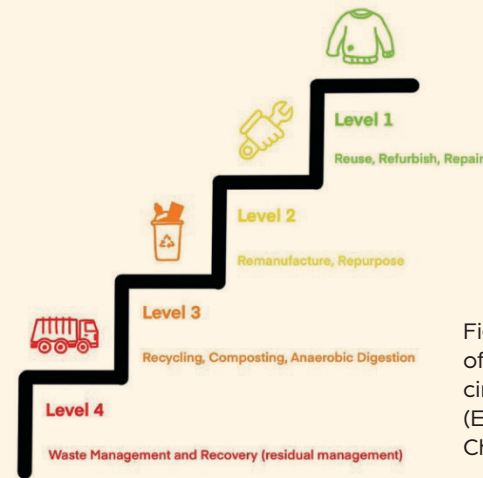 Level 1
Reuse, Refurbish, Repair
Level 2
Remanufacture, Repurpose
Level 3
Recycling, Composting, Anaerobic Digestion
Level 4
Waste Management and Recovery (residual management)
of